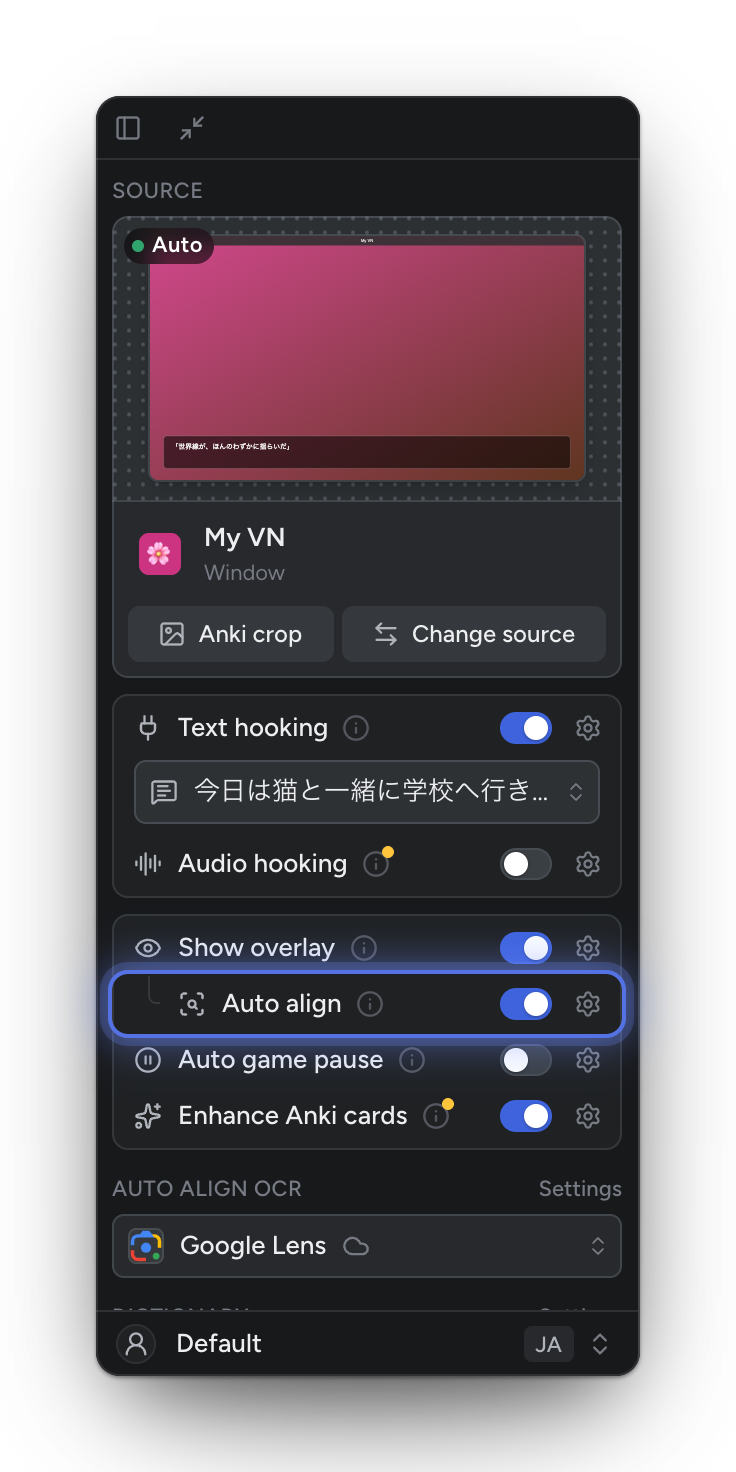 SOURCE
Auto
My VN
「世界線が、ほんのわずかに揺らいだ」
My VN
Window
Anki crop
Change source
Text hooking
今日は猫と一緒に学校へ行き...
Audio hooking
Show overlay
Auto align
Auto game pause
Enhance Anki cards
AUTO ALIGN OCR
Settings
Google Lens
Default
JA